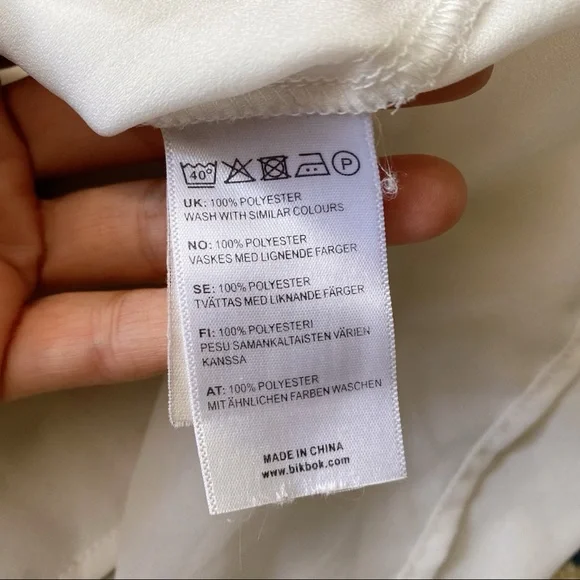 40° P
UK: 100% POLYESTER
WASH WITH SIMILAR COLOURS
NO: 100% POLYESTER
VASKES MED LIGNENDE FARGER
SE: 100% POLYESTER
TVÄTTAS MED LIKNANDE FÄRGER
FI: 100% POLYESTERI
PESU SAMANKALTAISTEN VÄRIEN
KANSSA
AT: 100% POLYESTER
MIT ÄHNLICHEN FARBEN WASCHEN
MADE IN CHINA
www.bikbok.com